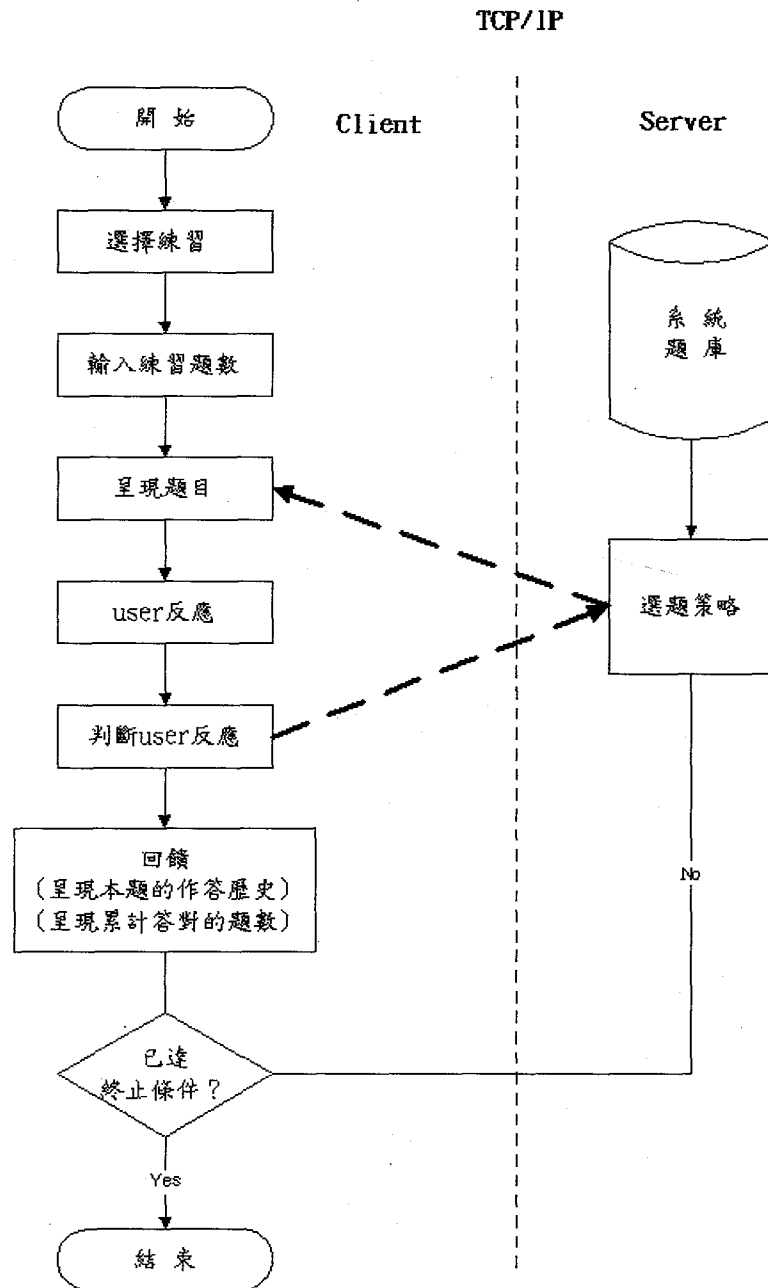 TCP/IP
Client
Server
開 始
選擇練習
輸入練習題數
呈現題目
user反應
判斷user反應
回饋
(呈現本題的作答歷史)
(呈現累計答對的題數)
已達
終止條件？
Yes
結 束
系 統
題 庫
選題策略
No